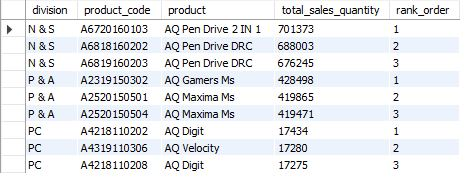 division product_code product total_sales_quantity rank_order
N & S A6720160103 AQ Pen Drive 2 IN 1 701373 1
N & S A6818160202 AQ Pen Drive DRC 688003 2
N & S A6819160203 AQ Pen Drive DRC 676245 3
P & A A2319150302 AQ Gamers Ms 428498 1
P & A A2520150501 AQ Maxima Ms 419865 2
P & A A2520150504 AQ Maxima Ms 419471 3
PC A4218110202 AQ Digit 17434 1
PC A4319110306 AQ Velocity 17280 2
PC A4218110208 AQ Digit 17275 3